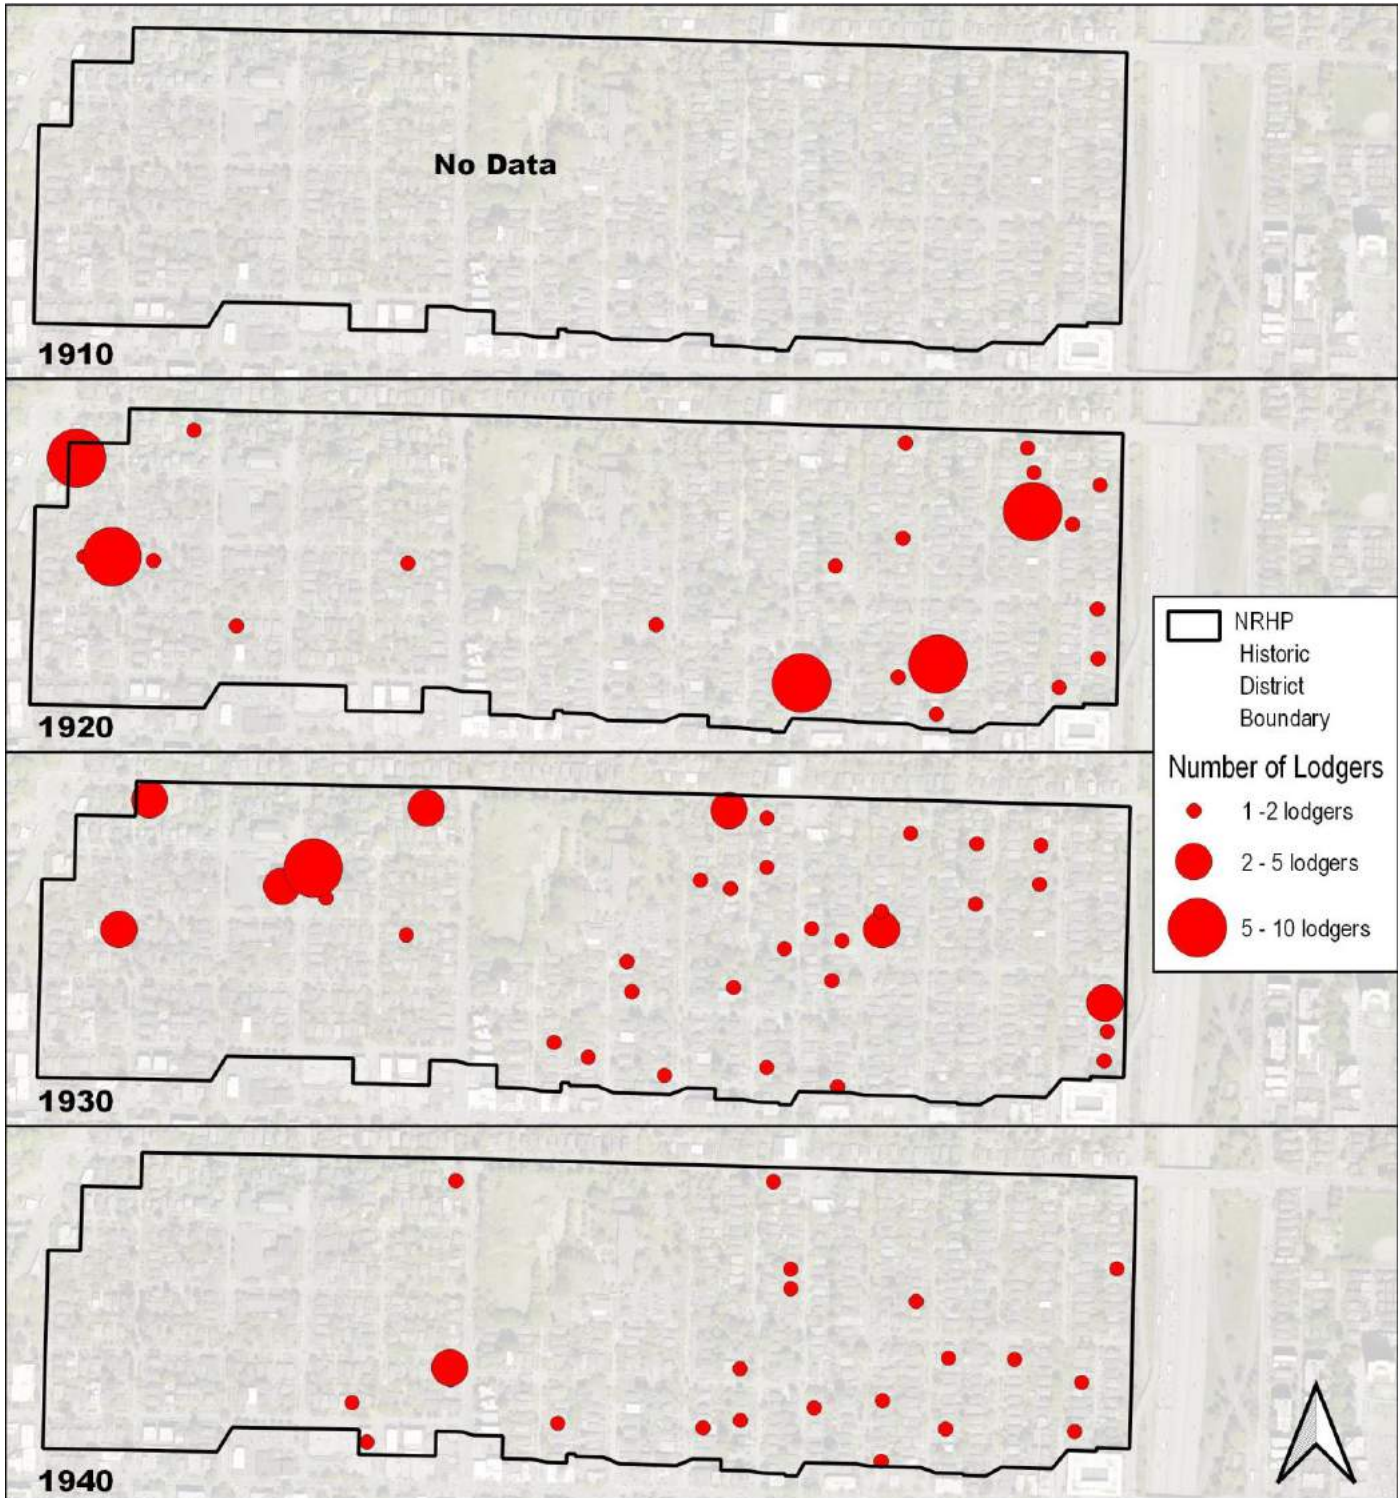 No Data
1910
1920
NRHP
Historic
District
Boundary
Number of Lodgers
1 -2 lodgers
2 - 5 lodgers
5 - 10 lodgers
1930
1940